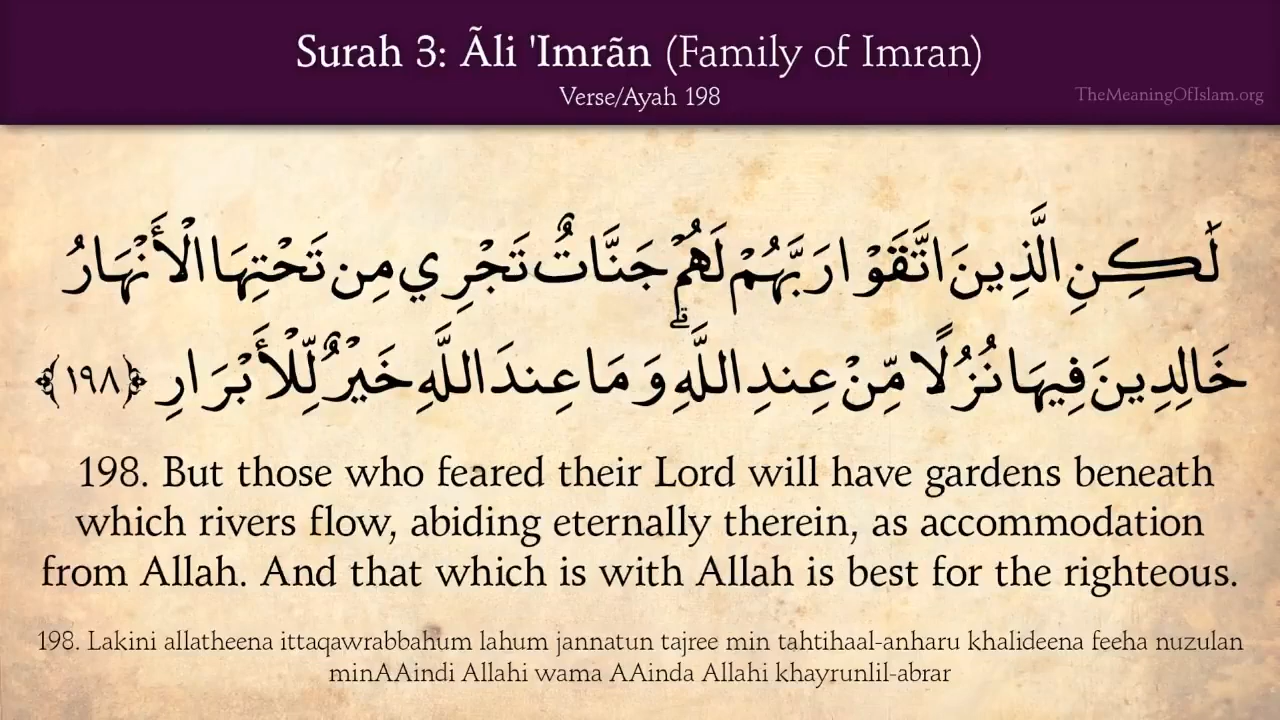 Surah 3: Ãli 'Imrãn (Family of Imran)
Verse/Ayah 198
TheMeaningOfIslam.org
لَٰكِنِ الَّذِينَ اتَّقَوْا رَبَّهُمْ لَهُمْ جَنَّاتٌ تَجْرِي مِن تَحْتِهَا الْأَنْهَارُ
خَالِدِينَ فِيهَا نُزُلًا مِّنْ عِندِ اللَّهِ ۗ وَمَا عِندَ اللَّهِ خَيْرٌ لِّلْأَبْرَارِ ﴿١٩٨﴾
198. But those who feared their Lord will have gardens beneath
which rivers flow, abiding eternally therein, as accommodation
from Allah. And that which is with Allah is best for the righteous.
198. Lakini allatheena ittaqawrabbahum lahum jannatun tajree min tahtihaal-anharu khalideena feeha nuzulan
minAAindi Allahi wama AAinda Allahi khayrunlil-abrar